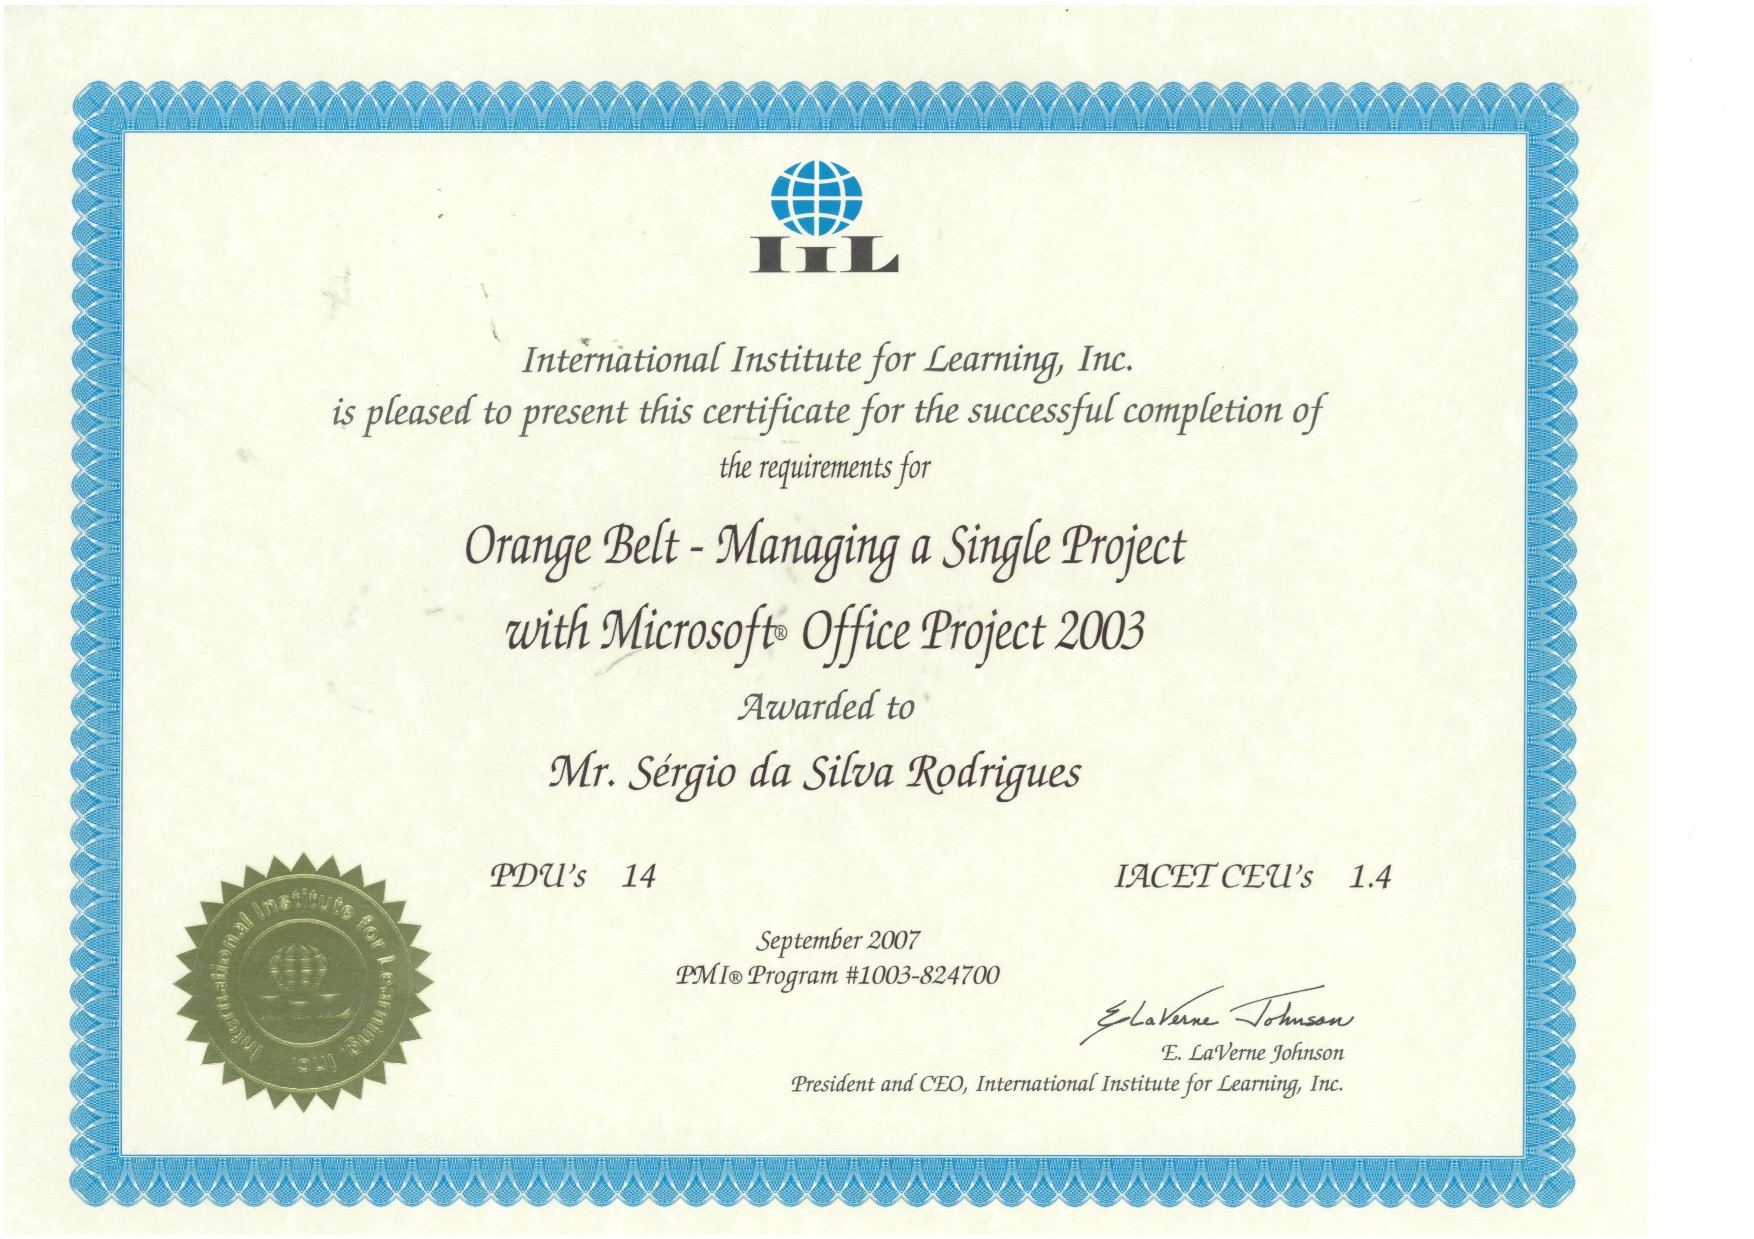 IIL
International Institute for Learning, Inc.
is pleased to present this certificate for the successful completion of
the requirements for
Orange Belt - Managing a Single Project
with Microsoft® Office Project 2003
Awarded to
Mr. Sérgio da Silva Rodrigues
PDU's 14
IACET CEU's 1.4
September 2007
PMI® Program #1003-824700
E LaVerne Johnson
E. LaVerne Johnson
President and CEO, International Institute for Learning, Inc.
International Institute for Learning, Inc.
IIL